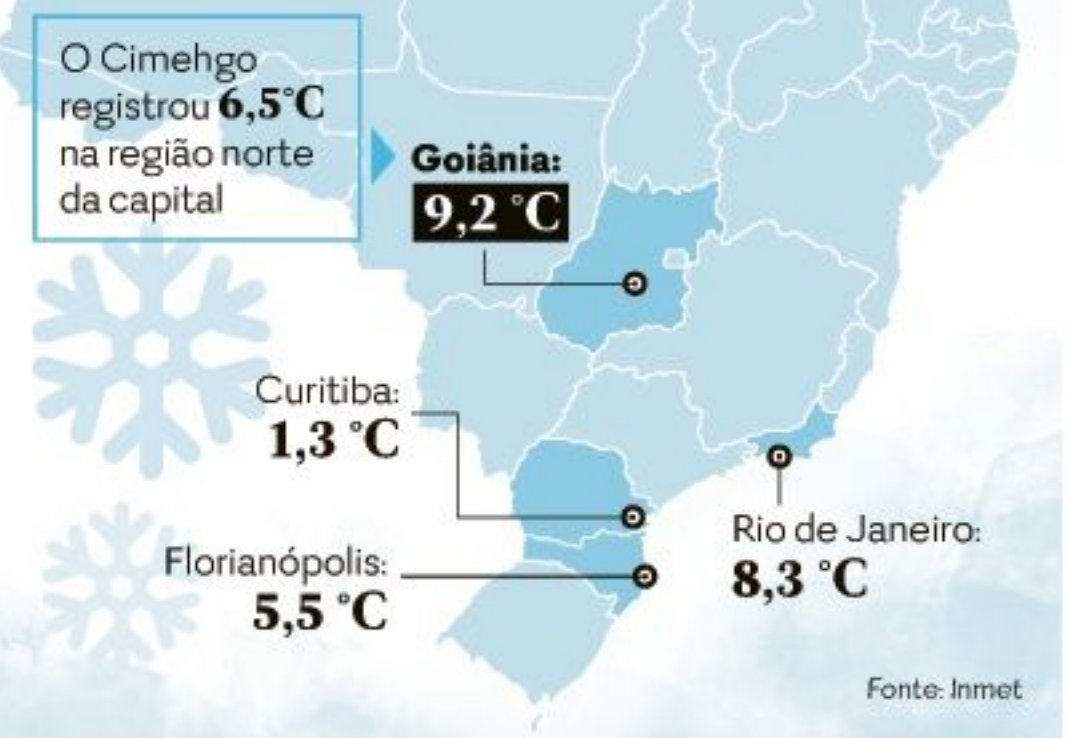 O Cimehgo
registrou 6,5°C
na região norte
da capital
Goiânia:
9,2 °C
Curitiba:
1,3 °C
Florianópolis:
5,5 °C
Rio de Janeiro:
8,3 °C
Fonte: Inmet